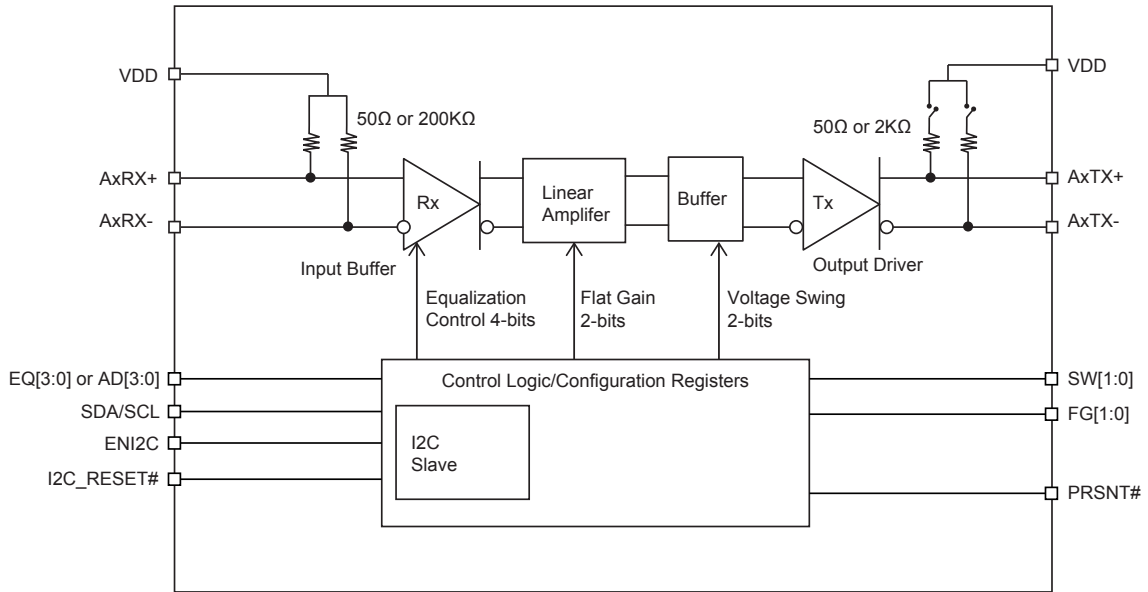 VDD
VDD
50Ω or 200KΩ
50Ω or 2KΩ
AxRX+
AxRX-
Rx
Linear
Amplifer
Buffer
Tx
AxTX+
AxTX-
Input Buffer
Output Driver
Equalization
Control 4-bits
Flat Gain
2-bits
Voltage Swing
2-bits
EQ[3:0] or AD[3:0]
SDA/SCL
ENI2C
I2C_RESET#
Control Logic/Configuration Registers
I2C
Slave
SW[1:0]
FG[1:0]
PRSNT#